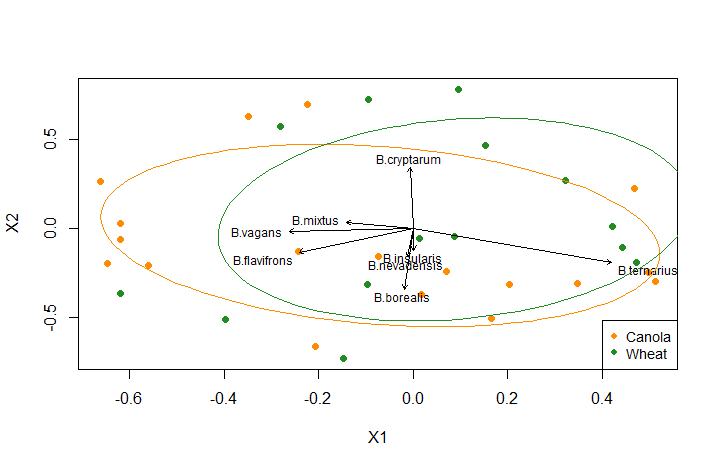 0.5
B.cryptarum
B.mixtus
X2
0.0
B.vagans
B.insularis
B.flavifrons
B.nevadensis
B.ternarius
B.borealis
-0.5
Canola
Wheat
-0.6 -0.4 -0.2 0.0 0.2 0.4
X1